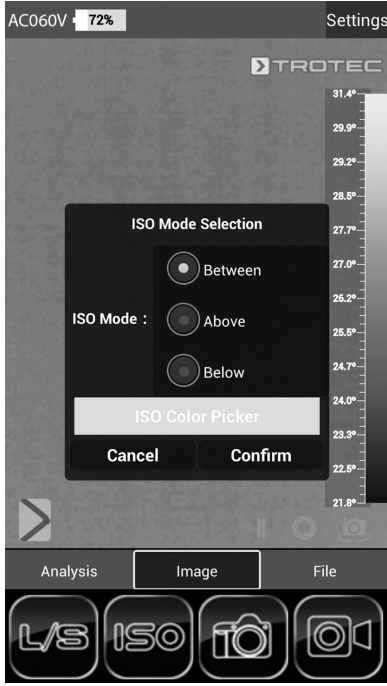 AC060V 72% Settings
TROTEC
31.4°
29.9°
29.2°
28.5°
ISO Mode Selection
27.7°
Between
27.0°
26.2°
ISO Mode : Above
25.5°
24.7°
Below
24.0°
ISO Color Picker
23.3°
Cancel Confirm
22.5°
21.8°
Analysis Image File
L/S ISO